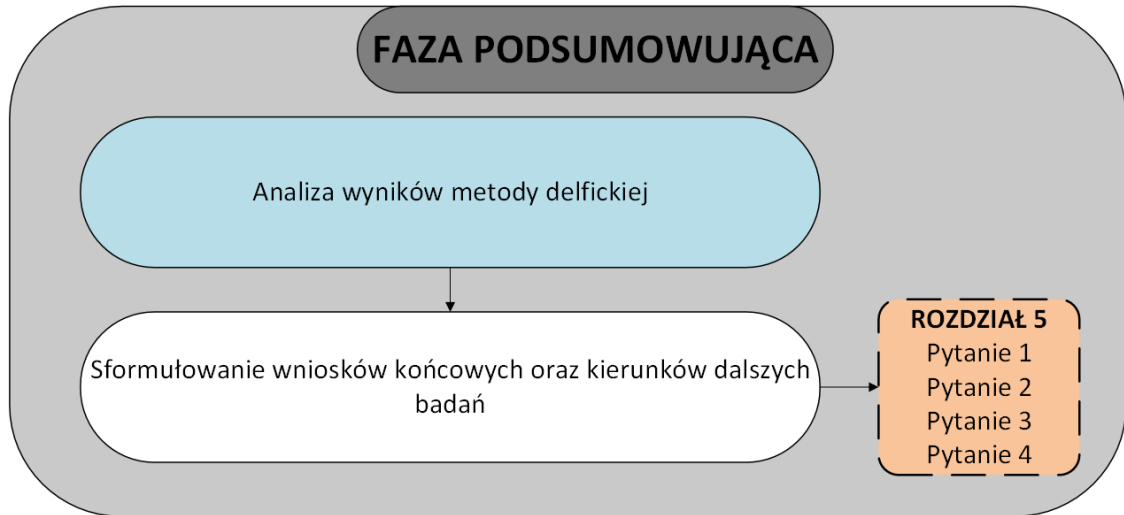 FAZA PODSUMOWUJĄCA
Analiza wyników metody delfickiej
Sformułowanie wniosków końcowych oraz kierunków dalszych
badań
ROZDZIAŁ 5
Pytanie 1
Pytanie 2
Pytanie 3
Pytanie 4